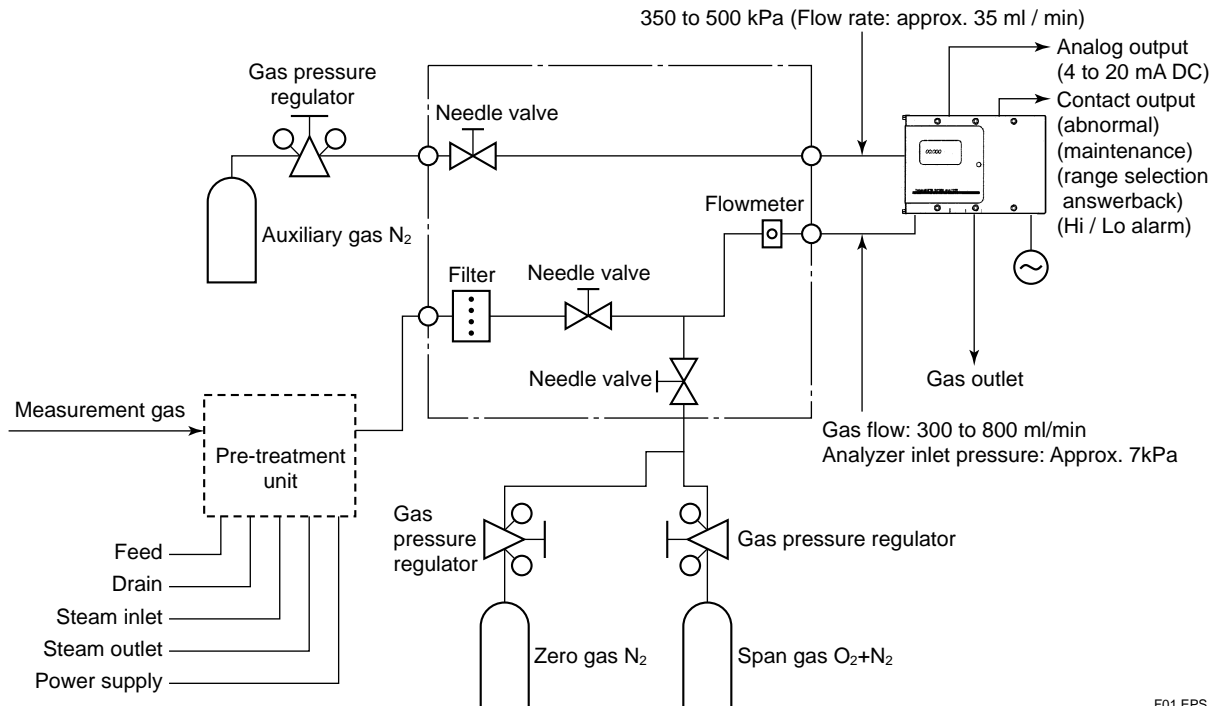 350 to 500 kPa (Flow rate: approx. 35 ml / min)
Analog output
(4 to 20 mA DC)
Contact output
(abnormal)
(maintenance)
(range selection
answerback)
(Hi / Lo alarm)
Gas pressure
regulator
Needle valve
Auxiliary gas N₂
Flowmeter
Filter
Needle valve
Needle valve
Gas outlet
Measurement gas
Pre-treatment
unit
Gas flow: 300 to 800 ml/min
Analyzer inlet pressure: Approx. 7kPa
Gas
pressure
regulator
Gas pressure regulator
Feed
Drain
Steam inlet
Steam outlet
Power supply
Zero gas N₂
Span gas O₂+N₂
F01.EPS